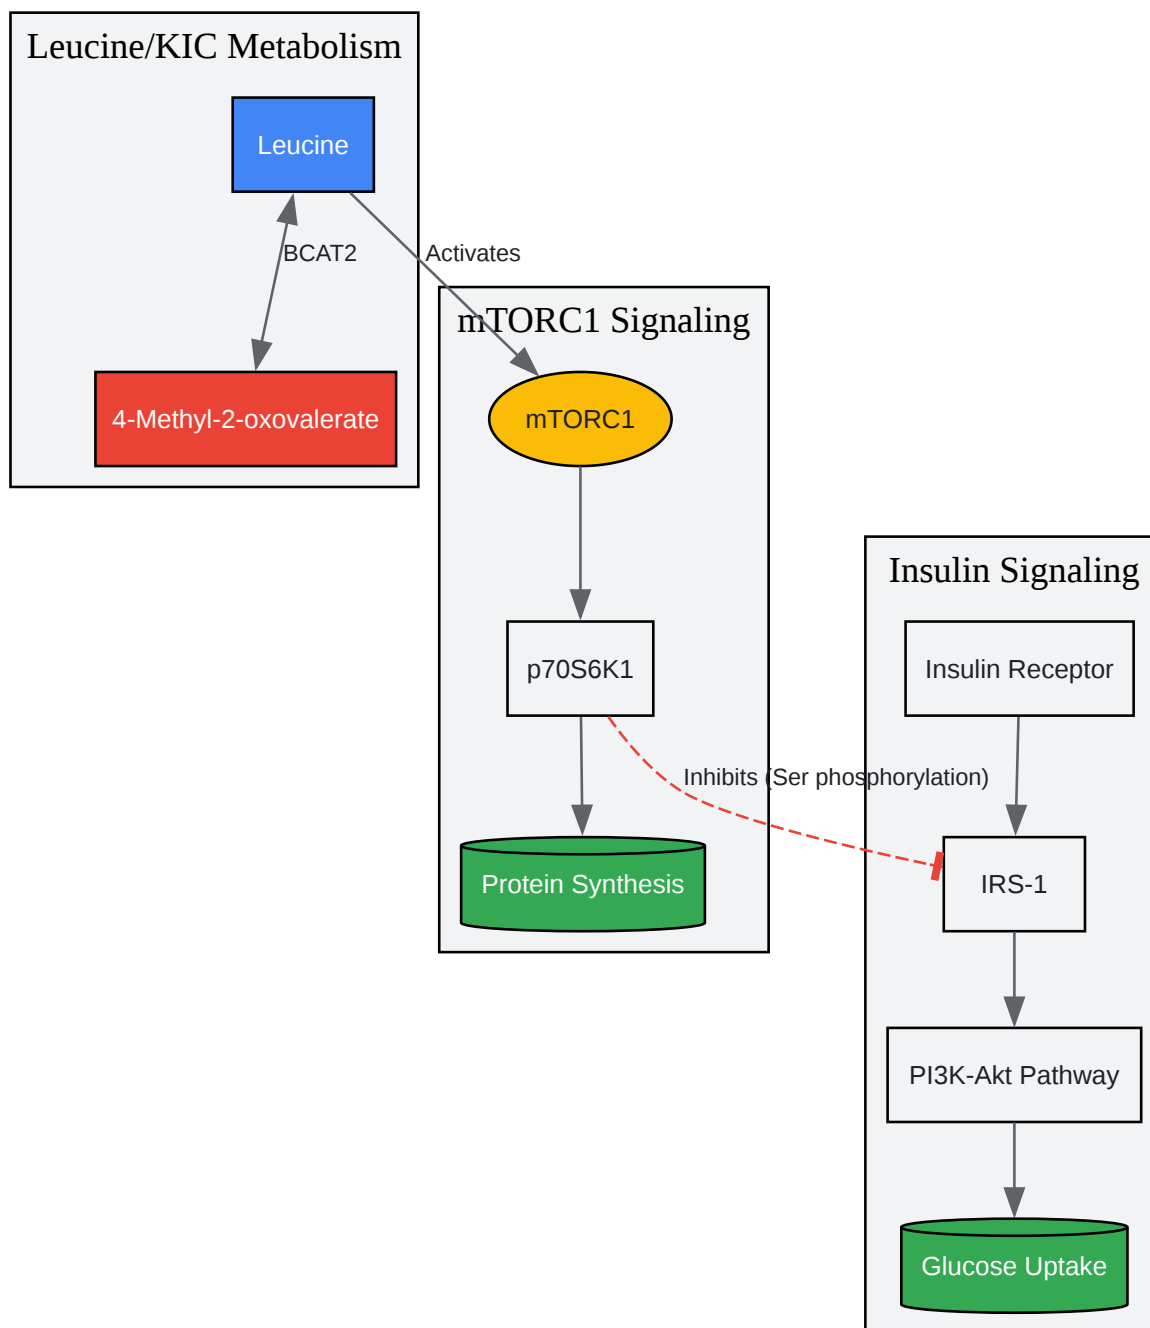 Leucine/KIC Metabolism
Leucine
BCAT2
Activates
4-Methyl-2-oxovalerate
mTORC1 Signaling
mTORC1
p70S6K1
Inhibits (Ser phosphorylation)
Protein Synthesis
Insulin Signaling
Insulin Receptor
IRS-1
PI3K-Akt Pathway
Glucose Uptake